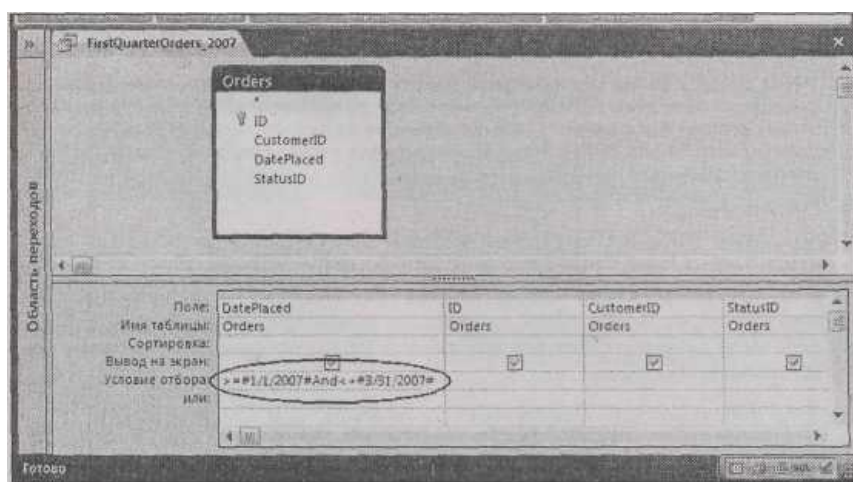 FirstQuarterOrders_2007
Orders
*
ID
CustomerID
DatePlaced
StatusID
Область переходов
Поле: DatePlaced ID CustomerID StatusID
Имя таблицы: Orders Orders Orders Orders
Сортировка:
Вывод на экран:
Условие отбора: >=#1/1/2007#And<=#3/31/2007#
или:
Готово